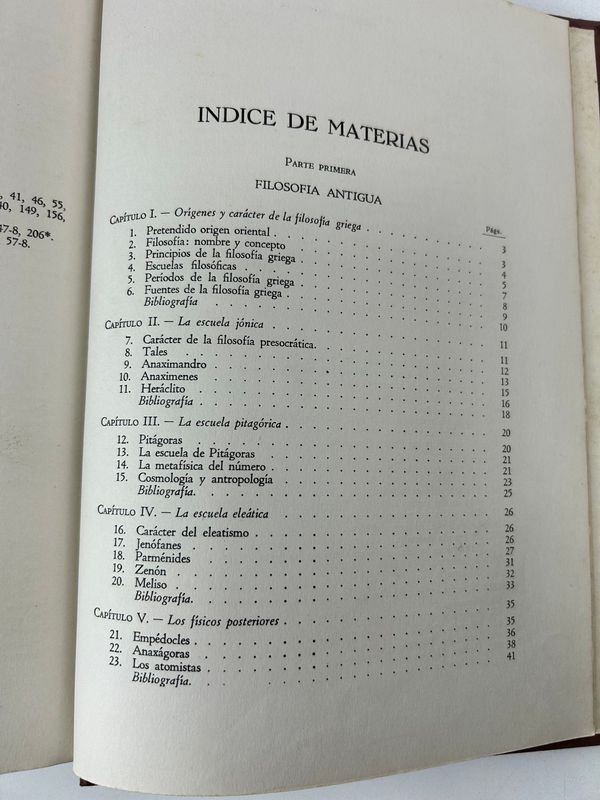 , 41, 46, 55,
40, 149, 156,
47-8, 206*.
57-8.
INDICE DE MATERIAS
PARTE PRIMERA
FILOSOFIA ANTIGUA
Págs.
CAPÍTULO I. — Orígenes y carácter de la filosofía griega . 3
1. Pretendido origen oriental . 3
2. Filosofía: nombre y concepto . 4
3. Principios de la filosofía griega . 5
4. Escuelas filosóficas . 7
5. Períodos de la filosofía griega . 8
6. Fuentes de la filosofía griega . 9
Bibliografía . 10
CAPÍTULO II. — La escuela jónica . 11
7. Carácter de la filosofía presocrática. 11
8. Tales . 12
9. Anaximandro . 13
10. Anaxímenes . 15
11. Heráclito . 16
Bibliografía . 18
CAPÍTULO III. — La escuela pitagórica . 20
12. Pitágoras . 20
13. La escuela de Pitágoras . 21
14. La metafísica del número . 21
15. Cosmología y antropología . 23
Bibliografía. 25
CAPÍTULO IV. — La escuela eleática . 26
16. Carácter del eleatismo . 26
17. Jenófanes . 26
18. Parménides . 27
19. Zenón . 31
20. Meliso . 32
Bibliografía. 33
CAPÍTULO V. — Los físicos posteriores . 35
21. Empédocles . 35
22. Anaxágoras . 36
23. Los atomistas . 38
Bibliografía. 41